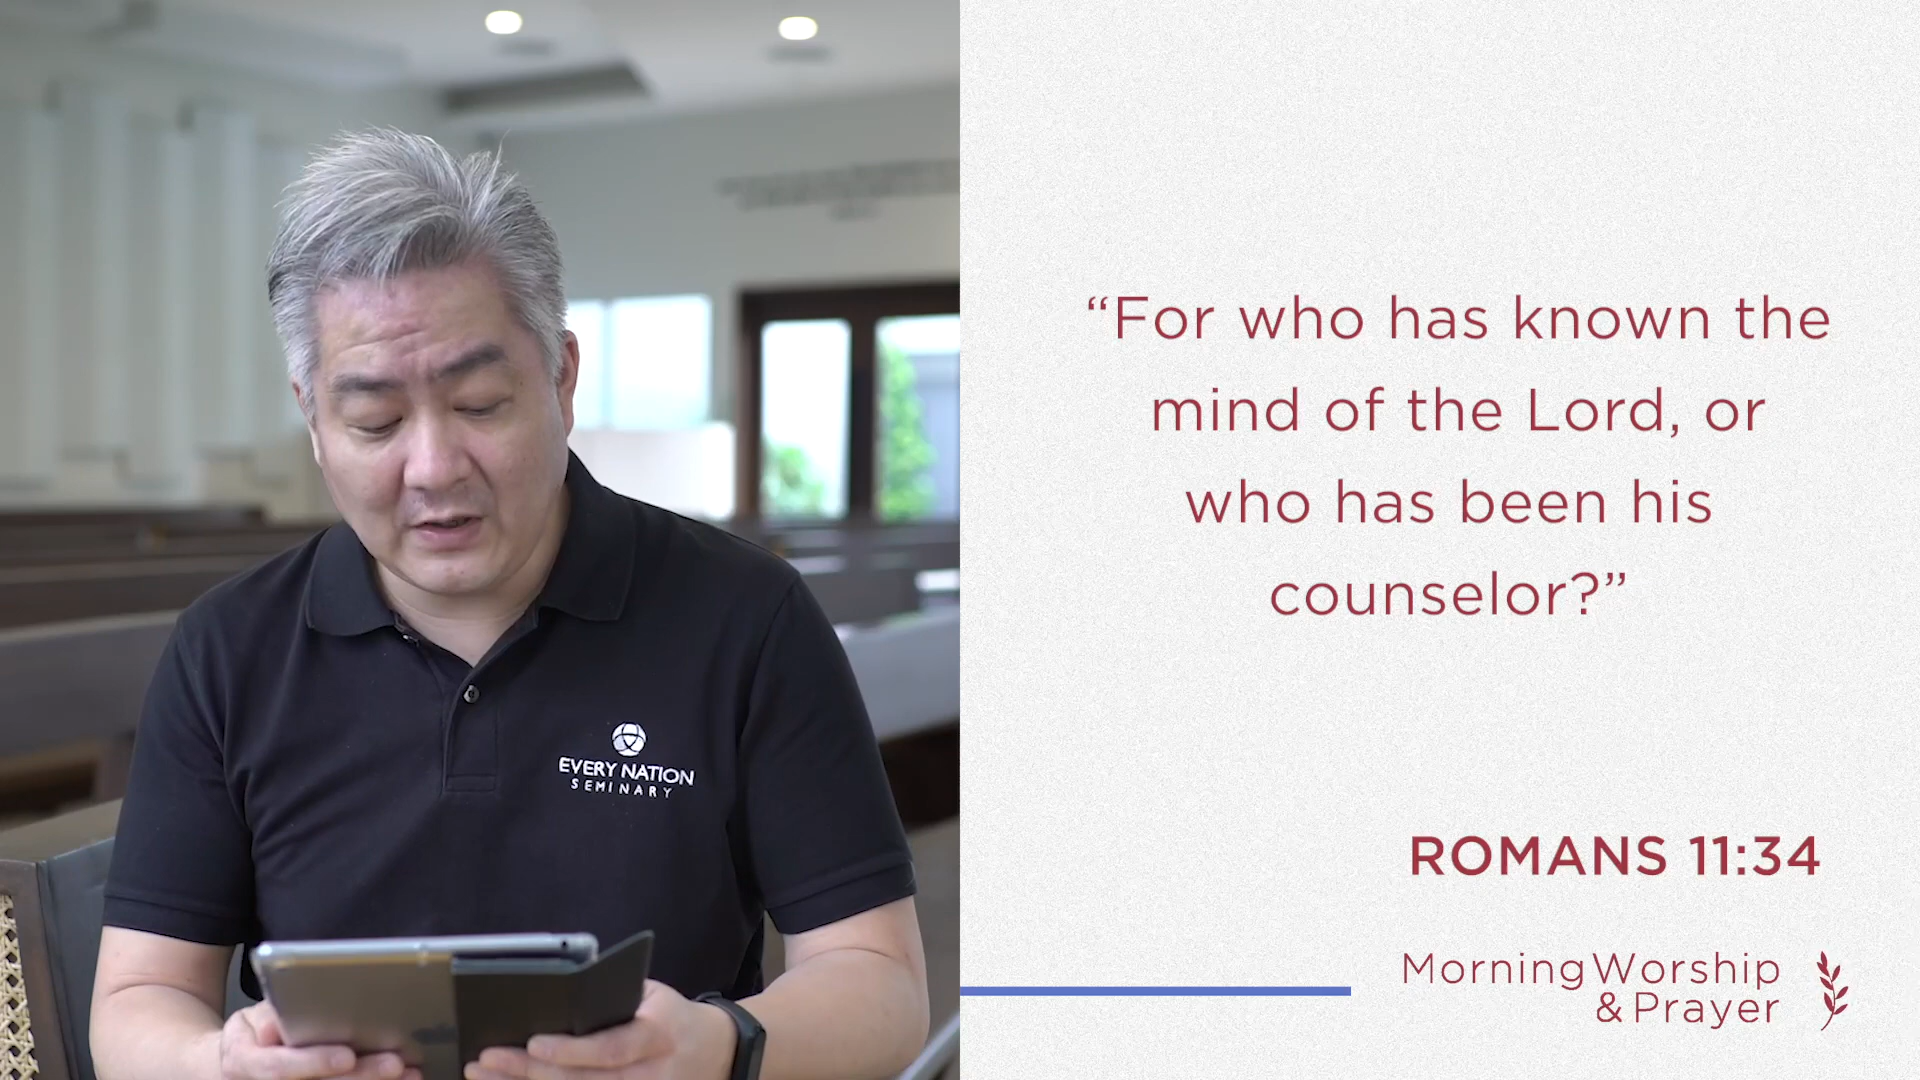 EVERY NATION
SEMINARY
“For who has known the
mind of the Lord, or
who has been his
counselor?”
ROMANS 11:34
Morning Worship
& Prayer